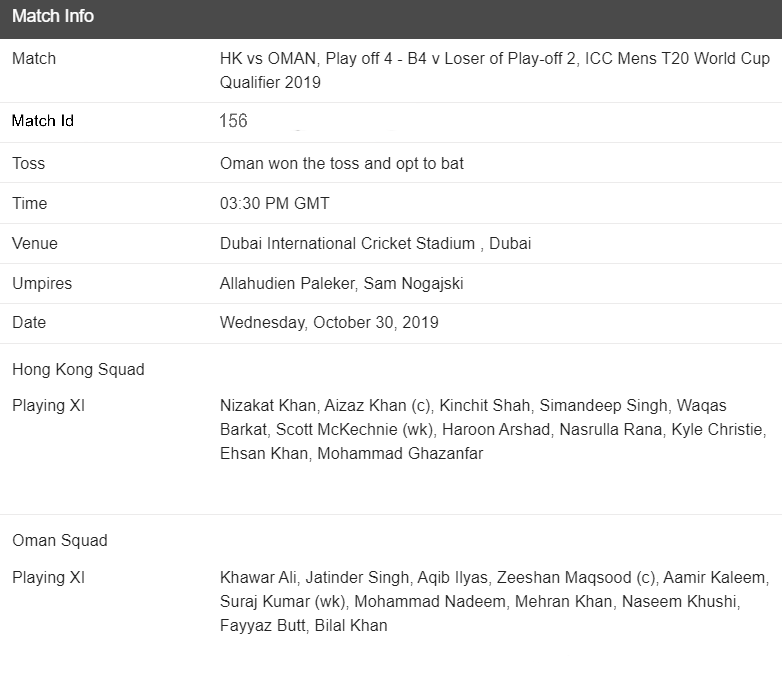 Match Info
Match HK vs OMAN, Play off 4 - B4 v Loser of Play-off 2, ICC Mens T20 World Cup
Qualifier 2019
Match Id 156
Toss Oman won the toss and opt to bat
Time 03:30 PM GMT
Venue Dubai International Cricket Stadium , Dubai
Umpires Allahudien Paleker, Sam Nogajski
Date Wednesday, October 30, 2019
Hong Kong Squad
Playing XI Nizakat Khan, Aizaz Khan (c), Kinchit Shah, Simandeep Singh, Waqas
Barkat, Scott McKechnie (wk), Haroon Arshad, Nasrulla Rana, Kyle Christie,
Ehsan Khan, Mohammad Ghazanfar
Oman Squad
Playing XI Khawar Ali, Jatinder Singh, Aqib Ilyas, Zeeshan Maqsood (c), Aamir Kaleem,
Suraj Kumar (wk), Mohammad Nadeem, Mehran Khan, Naseem Khushi,
Fayyaz Butt, Bilal Khan